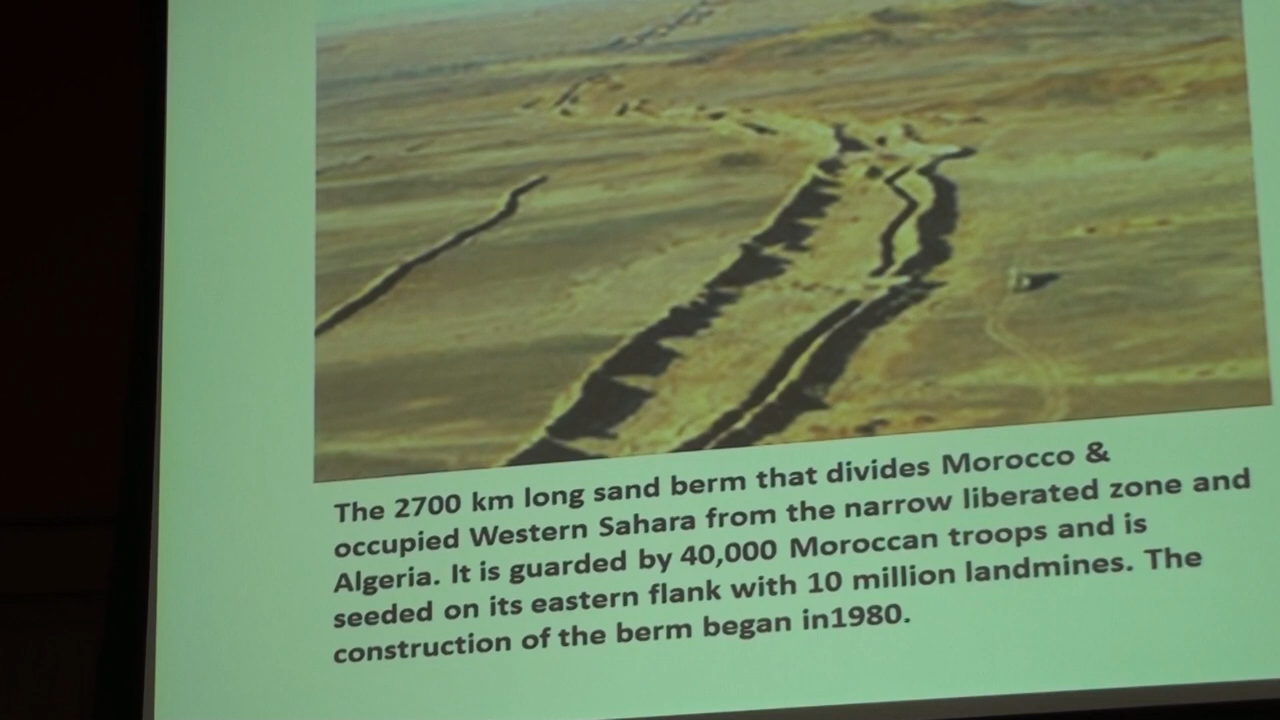 The 2700 km long sand berm that divides Morocco &
occupied Western Sahara from the narrow liberated zone and
Algeria. It is guarded by 40,000 Moroccan troops and is
seeded on its eastern flank with 10 million landmines. The
construction of the berm began in1980.